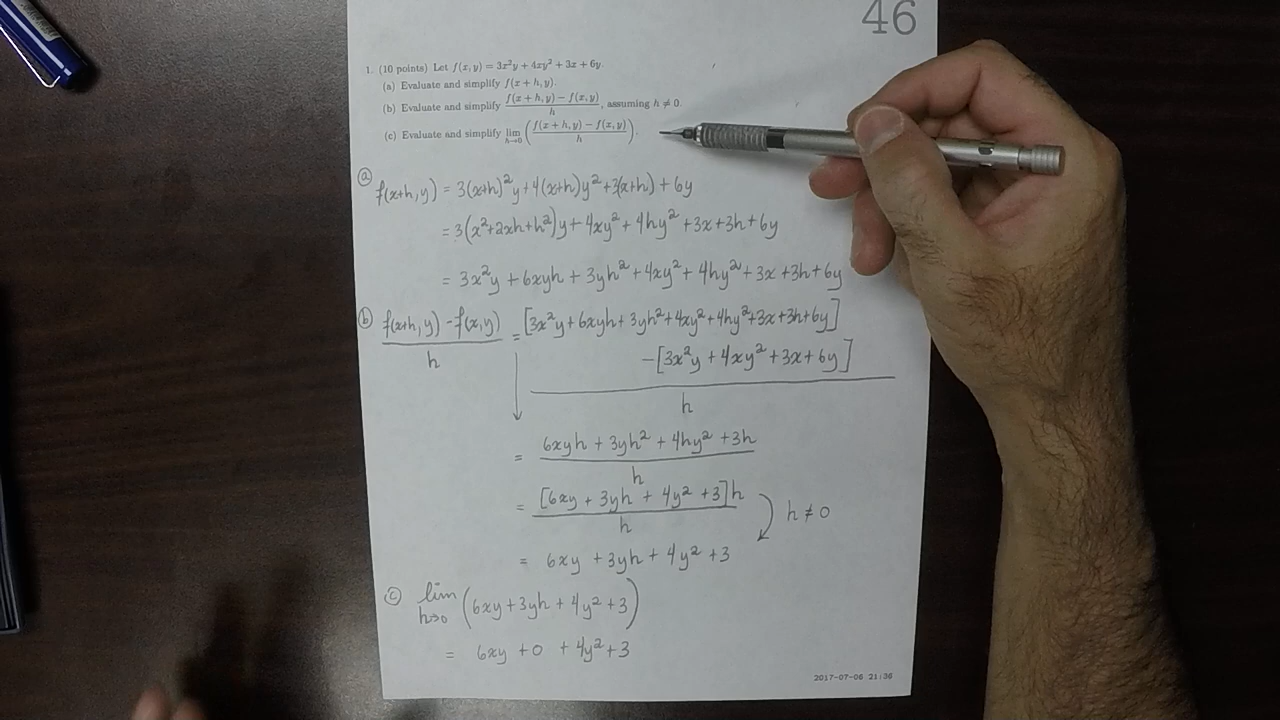 46
1. (10 points) Let f(x, y) = 3x²y + 4xy² + 3x + 6y.
(a) Evaluate and simplify f(x + h, y).
(b) Evaluate and simplify (f(x + h, y) − f(x, y))/h, assuming h ≠ 0.
(c) Evaluate and simplify lim h→0 ((f(x + h, y) − f(x, y))/h).
ⓐ f(x+h, y) = 3(x+h)²y + 4(x+h)y² + 3(x+h) + 6y
= 3(x²+2xh+h²)y + 4xy² + 4hy² + 3x + 3h + 6y
= 3x²y + 6xyh + 3yh² + 4xy² + 4hy² + 3x + 3h + 6y
ⓑ (f(x+h, y) − f(x, y))/h = [3x²y + 6xyh + 3yh² + 4xy² + 4hy² + 3x + 3h + 6y]
− [3x²y + 4xy² + 3x + 6y]
h
= (6xyh + 3yh² + 4hy² + 3h)/h
= ([6xy + 3yh + 4y² + 3]h)/h h ≠ 0
= 6xy + 3yh + 4y² + 3
ⓒ lim h→0 (6xy + 3yh + 4y² + 3)
= 6xy + 0 + 4y² + 3
2017-07-06 21:36